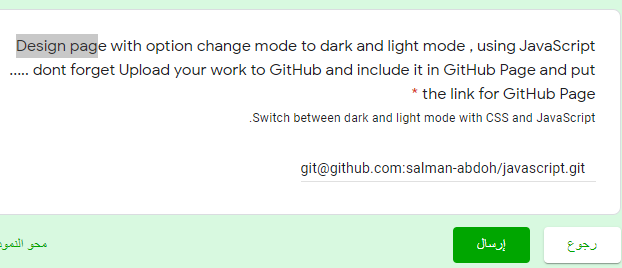 Design page with option change mode to dark and light mode , using JavaScript
..... dont forget Upload your work to GitHub and include it in GitHub Page and put
* the link for GitHub Page
.Switch between dark and light mode with CSS and JavaScript
git@github.com:salman-abdoh/javascript.git
رجوع
إرسال
محو